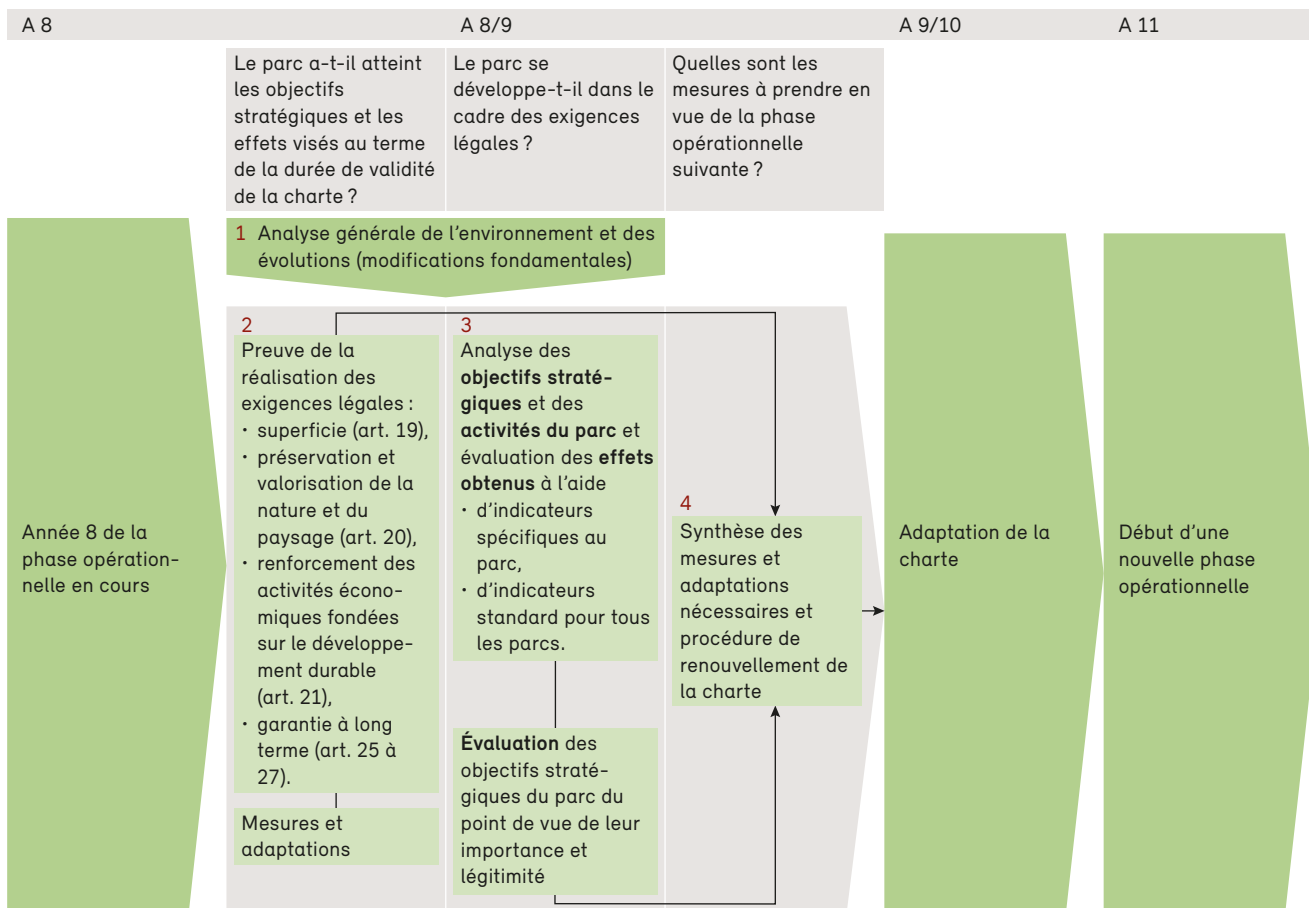 A 8
A 8/9
A 9/10
A 11
Le parc a-t-il atteint
les objectifs
stratégiques et les
effets visés au terme
de la durée de validité
de la charte ?
Le parc se
développe-t-il dans le
cadre des exigences
légales ?
Quelles sont les
mesures à prendre en
vue de la phase
opérationnelle
suivante ?
1 Analyse générale de l'environnement et des
évolutions (modifications fondamentales)
Année 8 de la
phase opération-
nelle en cours
2
Preuve de la
réalisation des
exigences légales :
· superficie (art. 19),
· préservation et
valorisation de la
nature et du
paysage (art. 20),
· renforcement des
activités écono-
miques fondées
sur le développe-
ment durable
(art. 21),
· garantie à long
terme (art. 25 à
27).
Mesures et
adaptations
3
Analyse des
objectifs straté-
giques et des
activités du parc et
évaluation des effets
obtenus à l'aide
· d'indicateurs
spécifiques au
parc,
· d'indicateurs
standard pour tous
les parcs.
Évaluation des
objectifs straté-
giques du parc du
point de vue de leur
importance et
légitimité
4
Synthèse des
mesures et
adaptations
nécessaires et
procédure de
renouvellement de
la charte
Adaptation de la
charte
Début d'une
nouvelle phase
opérationnelle